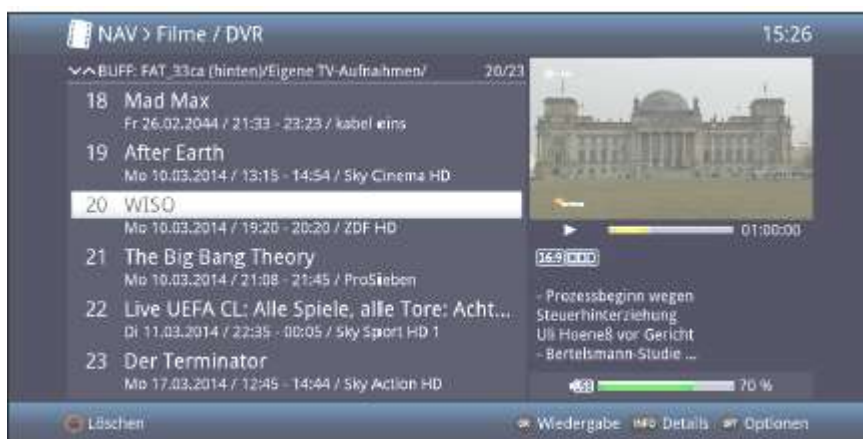 NAV > Filme / DVR
15:26
BUFF: FAT_33ca (hinten)/Eigene TV-Aufnahmen/ 20/23
18 Mad Max
Fr 26.02.2044 / 21:33 - 23:23 / kabel eins
19 After Earth
Mo 10.03.2014 / 13:15 - 14:54 / Sky Cinema HD
20 WISO
Mo 10.03.2014 / 19:20 - 20:20 / ZDF HD
21 The Big Bang Theory
Mo 10.03.2014 / 21:08 - 21:45 / ProSieben
22 Live UEFA CL: Alle Spiele, alle Tore: Acht...
Di 11.03.2014 / 22:35 - 00:05 / Sky Sport HD 1
23 Der Terminator
Mo 17.03.2014 / 12:45 - 14:44 / Sky Action HD
01:00:00
16:9
- Prozessbeginn wegen
Steuerhinterziehung
Uli Hoeneß vor Gericht
- Bertelsmann-Studie ...
70 %
Löschen
OK Wiedergabe INFO Details OPT Optionen